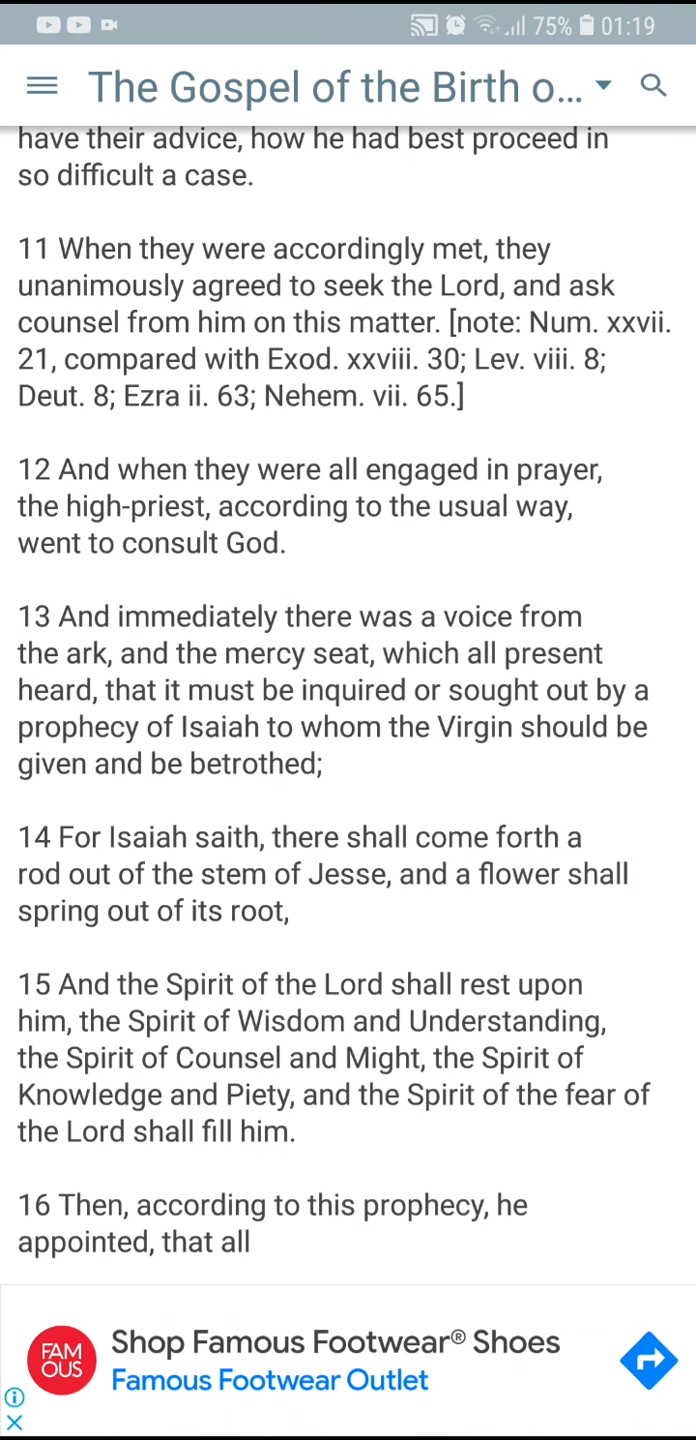 75% 01:19
The Gospel of the Birth o...
have their advice, how he had best proceed in
so difficult a case.
11 When they were accordingly met, they
unanimously agreed to seek the Lord, and ask
counsel from him on this matter. [note: Num. xxvii.
21, compared with Exod. xxviii. 30; Lev. viii. 8;
Deut. 8; Ezra ii. 63; Nehem. vii. 65.]
12 And when they were all engaged in prayer,
the high-priest, according to the usual way,
went to consult God.
13 And immediately there was a voice from
the ark, and the mercy seat, which all present
heard, that it must be inquired or sought out by a
prophecy of Isaiah to whom the Virgin should be
given and be betrothed;
14 For Isaiah saith, there shall come forth a
rod out of the stem of Jesse, and a flower shall
spring out of its root,
15 And the Spirit of the Lord shall rest upon
him, the Spirit of Wisdom and Understanding,
the Spirit of Counsel and Might, the Spirit of
Knowledge and Piety, and the Spirit of the fear of
the Lord shall fill him.
16 Then, according to this prophecy, he
appointed, that all
FAM
OUS
Shop Famous Footwear® Shoes
Famous Footwear Outlet